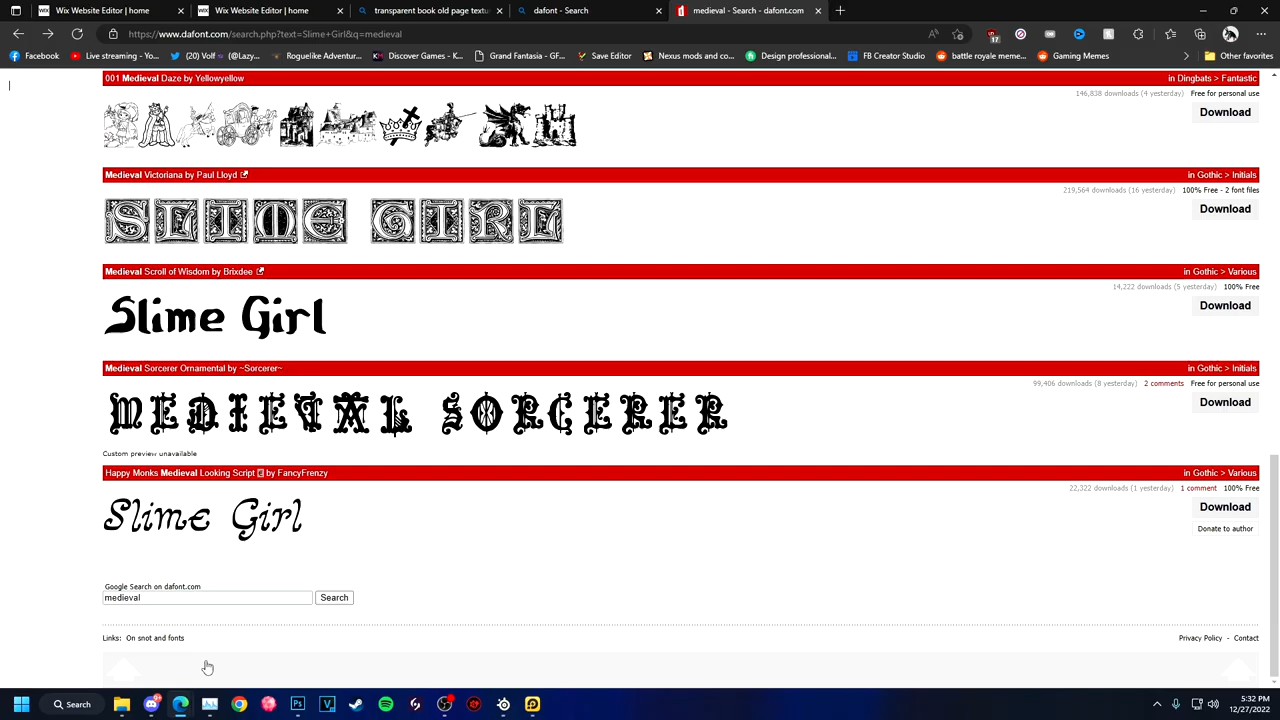 Wix Website Editor
Wix Website Editor
home
transparent book old page textu
dafont - Search
Medieval - Search | dafont.com
https://www.dafont.com/search.php?text=Slime+Girl&q=medieval
17
Facebook
Live streaming - Yo...
(20) Volf
(@Lazy...
Roguelike Adventur...
Discover Games - K...
Grand Fantasia - GF...
Save Editor
Nexus mods and co...
Design professional...
FB Creator Studio
battle royale meme...
Gaming Memes
Other favorites
001 Medieval Daze by Yellowyellow
in Dingbats > Fantastic
146,838 downloads (4 yesterday) Free for personal use
Download
Medieval Victoriana by Paul Lloyd
in Gothic > Initials
219,564 downloads (16 yesterday) 100% Free - 2 font files
SLIME GIRL
Download
Medieval Scroll of Wisdom by Brixdee
in Gothic > Various
14,222 downloads (5 yesterday) 100% Free
Slime Girl
Download
Medieval Sorcerer Ornamental by ~Sorcerer~
in Gothic > Initials
99,406 downloads (8 yesterday) 2 comments Free for personal use
MEDIEVAL SORCERER
Download
Custom preview unavailable
Happy Monks Medieval Looking Script € by FancyFrenzy
in Gothic > Various
22,322 downloads (1 yesterday) 1 comment 100% Free
Slime Girl
Download
Donate to author
Google Search on dafont.com
medieval
Search
Links: On snot and fonts
Privacy Policy - Contact
Search
9+
5:32 PM
12/27/2022